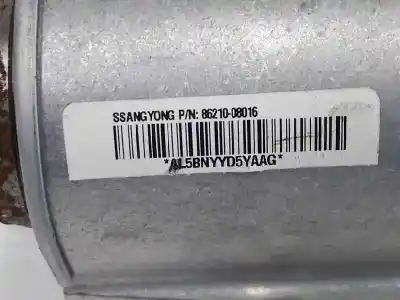 SSANGYONG P/N: 86210-08016
*AL5BNYYD5YAAG*